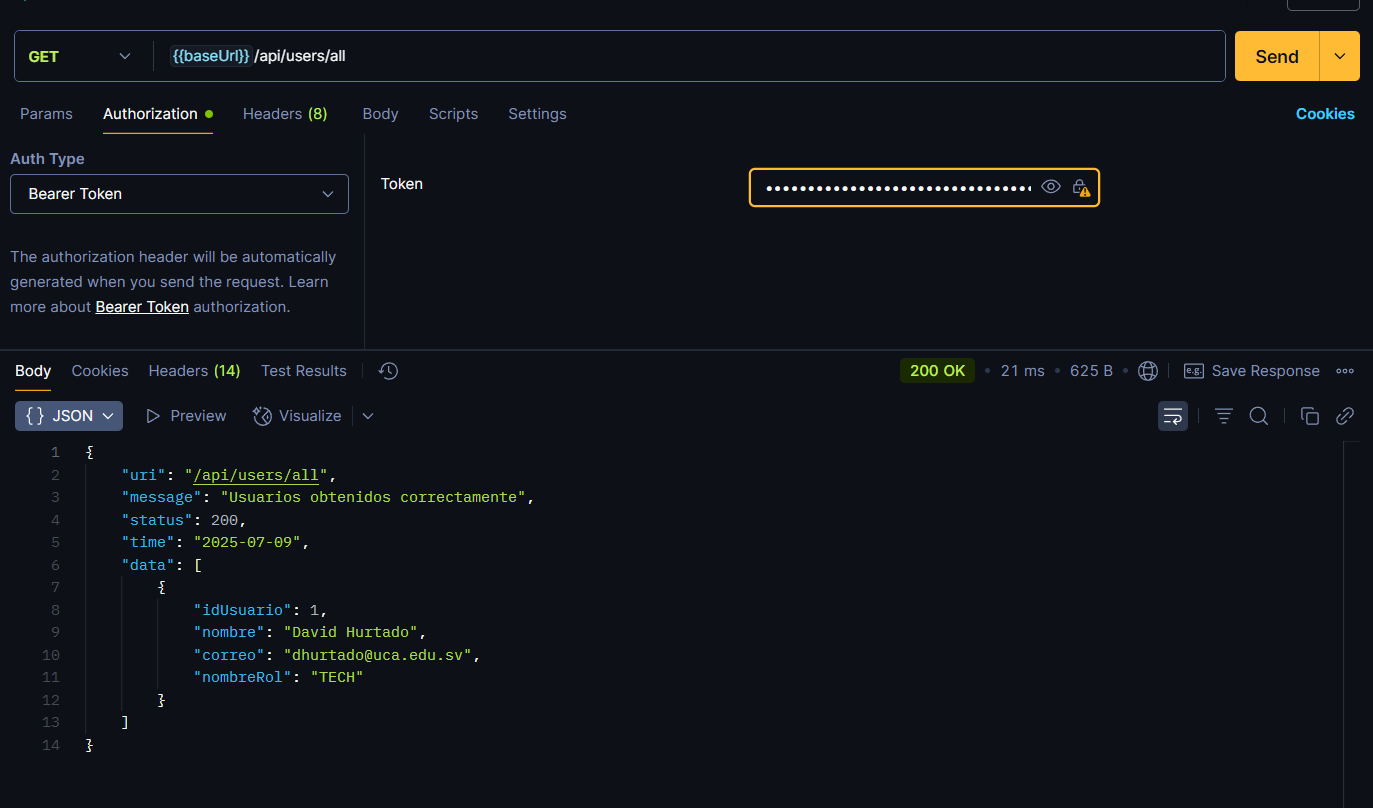 GET {{baseUrl}} /api/users/all Send
Params Authorization Headers (8) Body Scripts Settings Cookies
Auth Type
Bearer Token
The authorization header will be automatically
generated when you send the request. Learn
more about Bearer Token authorization.
Token ••••••••••••••••••••••••••••••••
Body Cookies Headers (14) Test Results 200 OK • 21 ms • 625 B • e.g. Save Response
{} JSON Preview Visualize
1 {
2 "uri": "/api/users/all",
3 "message": "Usuarios obtenidos correctamente",
4 "status": 200,
5 "time": "2025-07-09",
6 "data": [
7 {
8 "idUsuario": 1,
9 "nombre": "David Hurtado",
10 "correo": "dhurtado@uca.edu.sv",
11 "nombreRol": "TECH"
12 }
13 ]
14 }